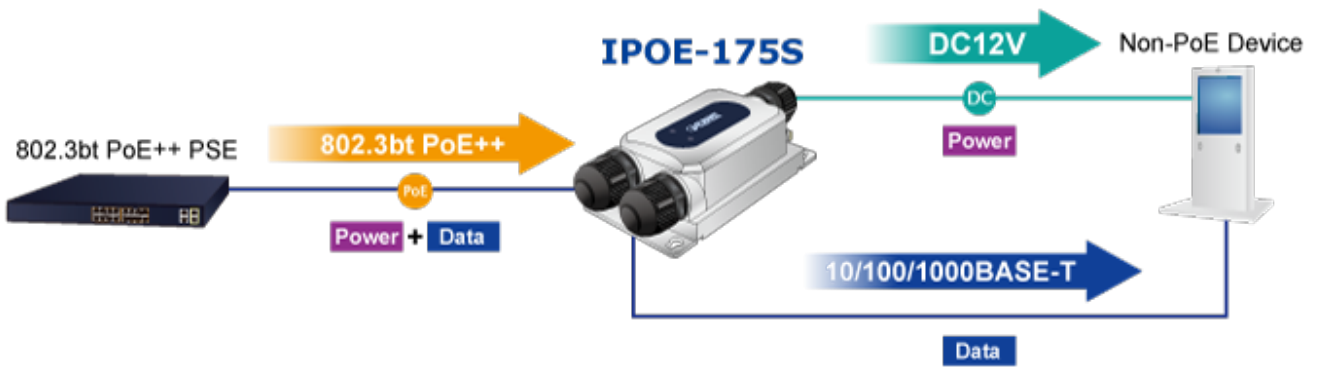 IPOE-175S
DC12V
Non-PoE Device
DC
Power
802.3bt PoE++ PSE
802.3bt PoE++
PoE
Power + Data
10/100/1000BASE-T
Data